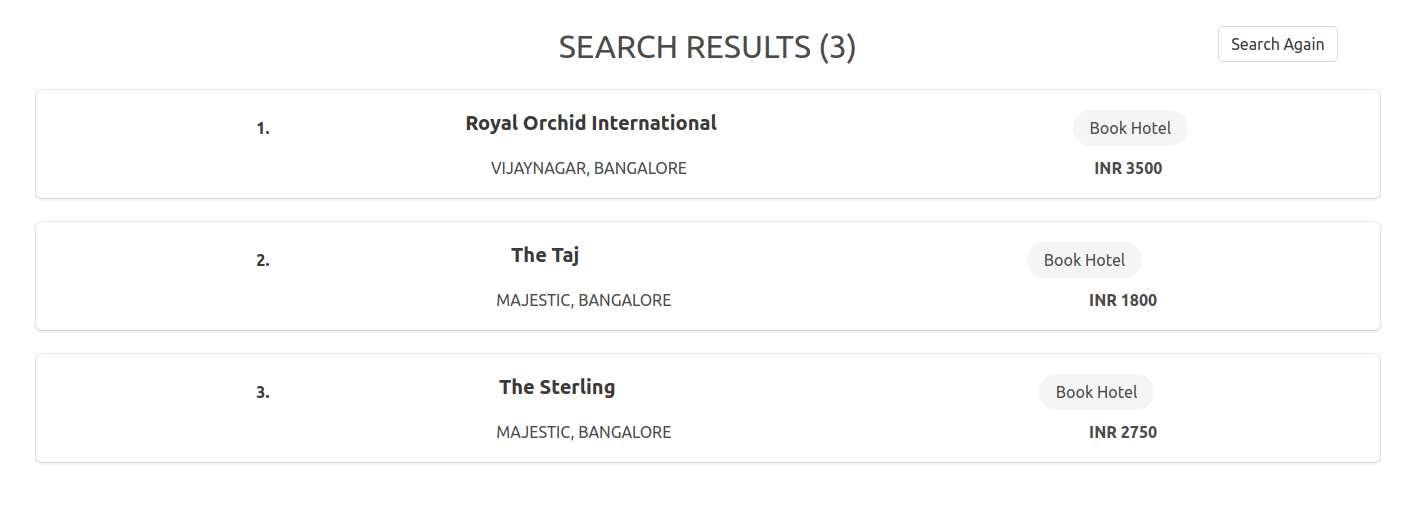 SEARCH RESULTS (3)
Search Again
1.
Royal Orchid International
Book Hotel
VIJAYNAGAR, BANGALORE
INR 3500
2.
The Taj
Book Hotel
MAJESTIC, BANGALORE
INR 1800
3.
The Sterling
Book Hotel
MAJESTIC, BANGALORE
INR 2750